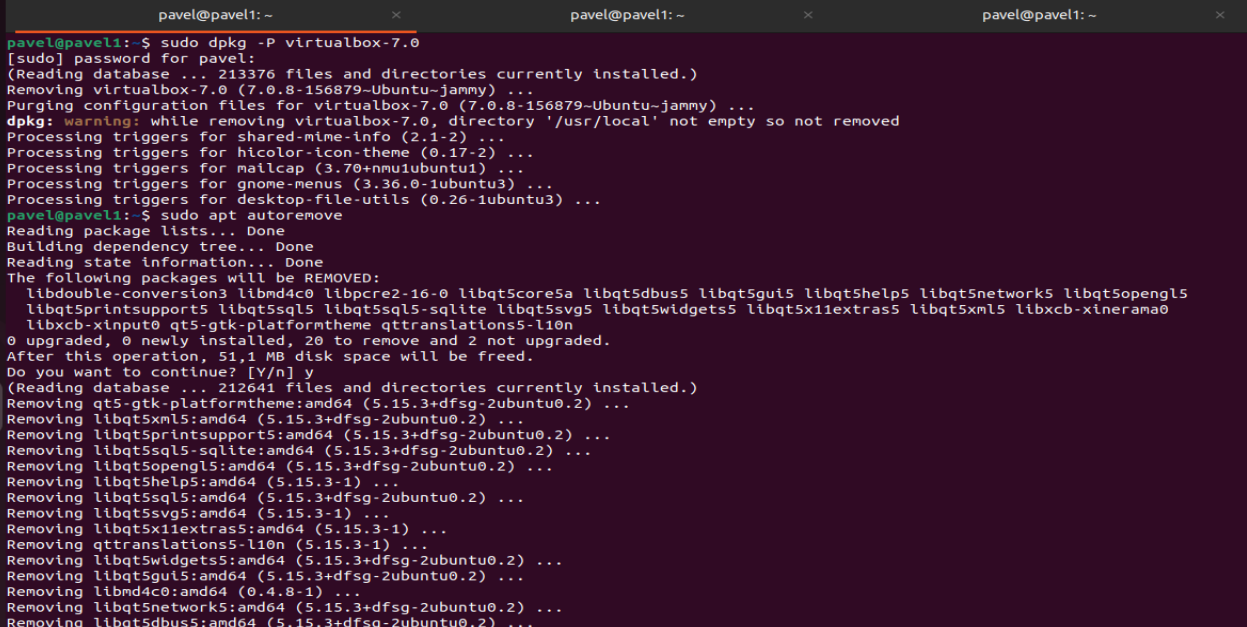 pavel@pavel1: ~ × pavel@pavel1: ~ × pavel@pavel1: ~ ×
pavel@pavel1:~$ sudo dpkg -P virtualbox-7.0
[sudo] password for pavel:
(Reading database ... 213376 files and directories currently installed.)
Removing virtualbox-7.0 (7.0.8-156879~Ubuntu~jammy) ...
Purging configuration files for virtualbox-7.0 (7.0.8-156879~Ubuntu~jammy) ...
dpkg: warning: while removing virtualbox-7.0, directory '/usr/local' not empty so not removed
Processing triggers for shared-mime-info (2.1-2) ...
Processing triggers for hicolor-icon-theme (0.17-2) ...
Processing triggers for mailcap (3.70+nmu1ubuntu1) ...
Processing triggers for gnome-menus (3.36.0-1ubuntu3) ...
Processing triggers for desktop-file-utils (0.26-1ubuntu3) ...
pavel@pavel1:~$ sudo apt autoremove
Reading package lists... Done
Building dependency tree... Done
Reading state information... Done
The following packages will be REMOVED:
  libdouble-conversion3 libmd4c0 libpcre2-16-0 libqt5core5a libqt5dbus5 libqt5gui5 libqt5help5 libqt5network5 libqt5opengl5
  libqt5printsupport5 libqt5sql5 libqt5sql5-sqlite libqt5svg5 libqt5widgets5 libqt5x11extras5 libqt5xml5 libxcb-xinerama0
  libxcb-xinput0 qt5-gtk-platformtheme qttranslations5-l10n
0 upgraded, 0 newly installed, 20 to remove and 2 not upgraded.
After this operation, 51,1 MB disk space will be freed.
Do you want to continue? [Y/n] y
(Reading database ... 212641 files and directories currently installed.)
Removing qt5-gtk-platformtheme:amd64 (5.15.3+dfsg-2ubuntu0.2) ...
Removing libqt5xml5:amd64 (5.15.3+dfsg-2ubuntu0.2) ...
Removing libqt5printsupport5:amd64 (5.15.3+dfsg-2ubuntu0.2) ...
Removing libqt5sql5-sqlite:amd64 (5.15.3+dfsg-2ubuntu0.2) ...
Removing libqt5opengl5:amd64 (5.15.3+dfsg-2ubuntu0.2) ...
Removing libqt5help5:amd64 (5.15.3-1) ...
Removing libqt5sql5:amd64 (5.15.3+dfsg-2ubuntu0.2) ...
Removing libqt5svg5:amd64 (5.15.3-1) ...
Removing libqt5x11extras5:amd64 (5.15.3-1) ...
Removing qttranslations5-l10n (5.15.3-1) ...
Removing libqt5widgets5:amd64 (5.15.3+dfsg-2ubuntu0.2) ...
Removing libqt5gui5:amd64 (5.15.3+dfsg-2ubuntu0.2) ...
Removing libmd4c0:amd64 (0.4.8-1) ...
Removing libqt5network5:amd64 (5.15.3+dfsg-2ubuntu0.2) ...
Removing libqt5dbus5:amd64 (5.15.3+dfsg-2ubuntu0.2) ...